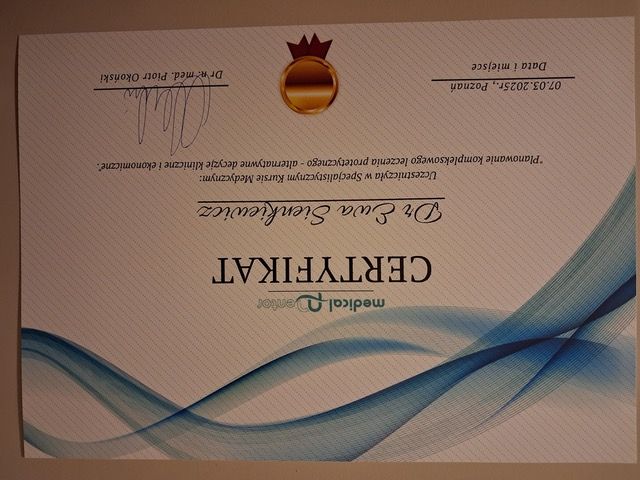 medical Mentor
CERTYFIKAT
Dr Ewa Sienkiewicz
Uczestniczyła w Specjalistycznym Kursie Medycznym:
"Planowanie kompleksowego leczenia protetycznego - alternatywne decyzje kliniczne i ekonomiczne".
07.03.2025r., Poznań
Data i miejsce
Dr n. med. Piotr Okoński